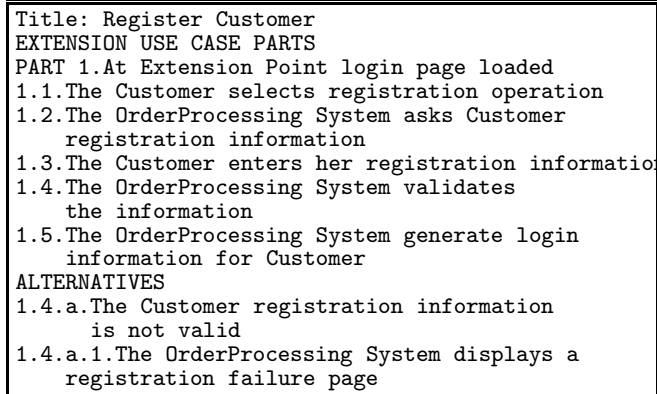 Title: Register Customer
EXTENSION USE CASE PARTS
PART 1.At Extension Point login page loaded
1.1.The Customer selects registration operation
1.2.The OrderProcessing System asks Customer
registration information
1.3.The Customer enters her registration informatio
1.4.The OrderProcessing System validates
the information
1.5.The OrderProcessing System generate login
information for Customer
ALTERNATIVES
1.4.a.The Customer registration information
is not valid
1.4.a.1.The OrderProcessing System displays a
registration failure page